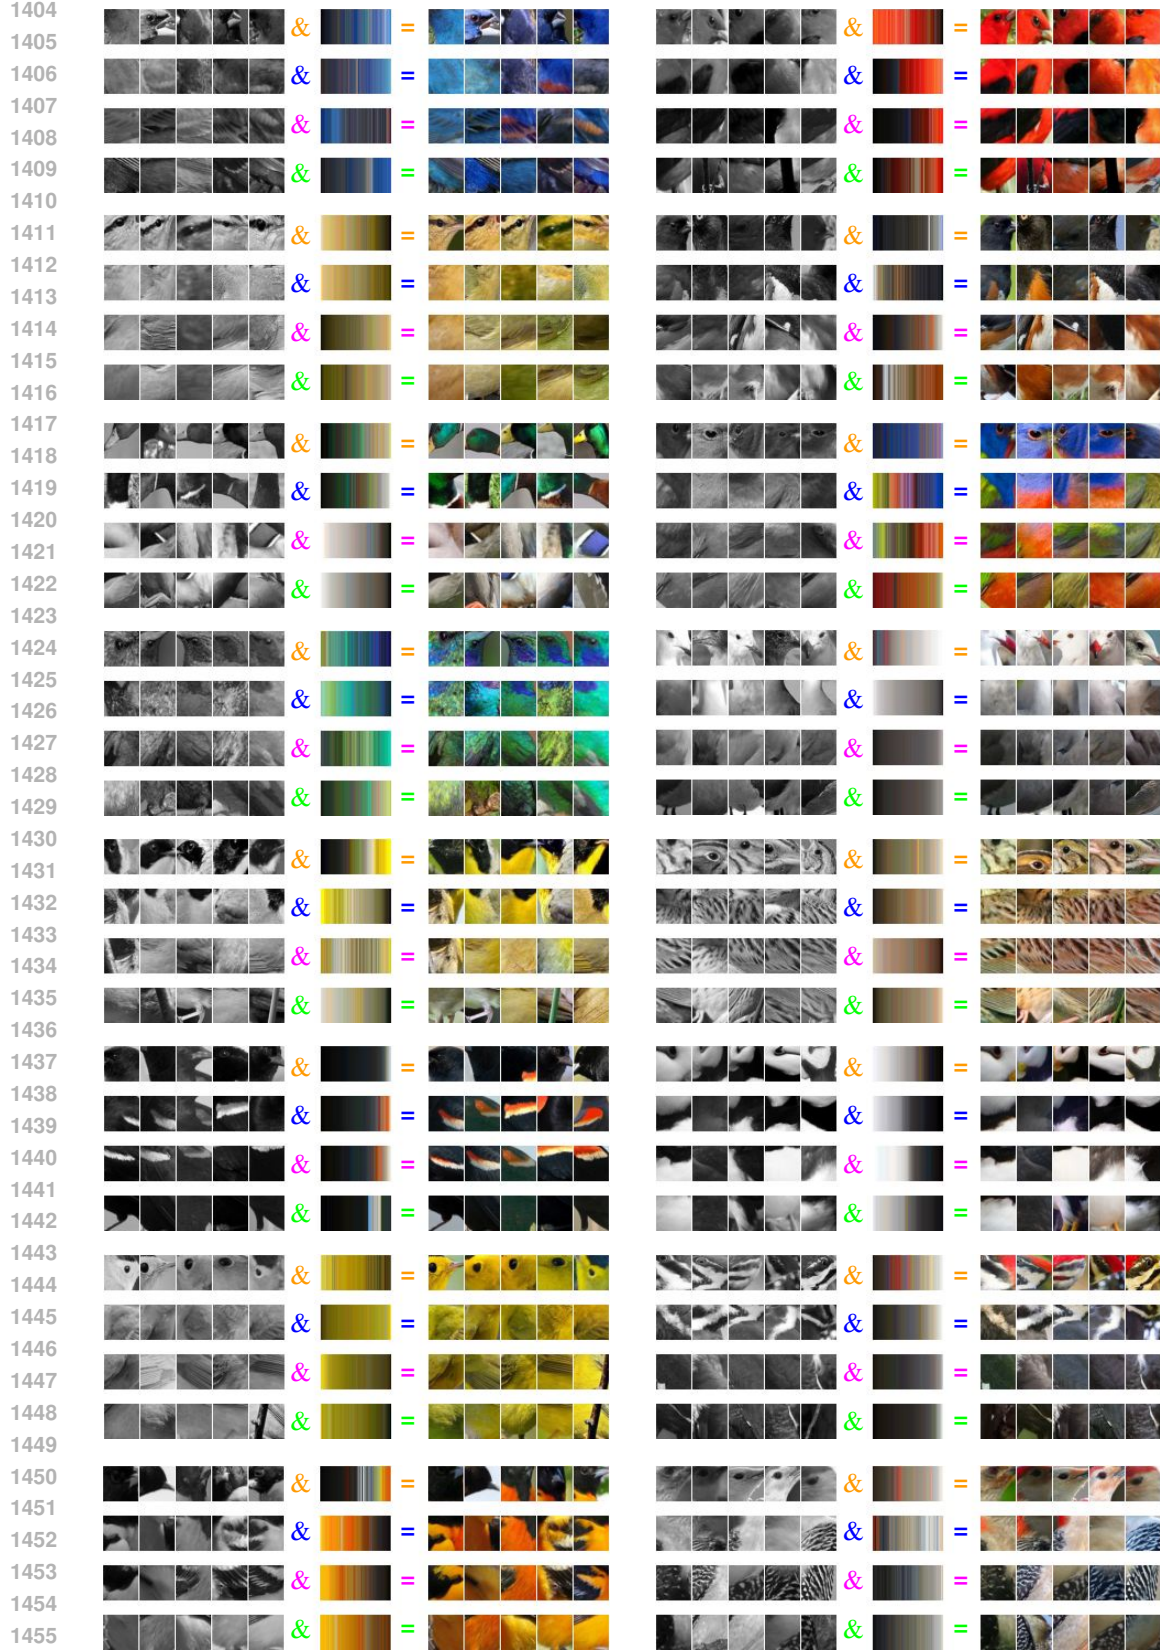 1404
& = & =
1405
1406
& = & =
1407
1408
& = & =
1409
& = & =
1410
1411
& = & =
1412
1413
& = & =
1414
& = & =
1415
1416
& = & =
1417
1418
& = & =
1419
& = & =
1420
1421
& = & =
1422
& = & =
1423
1424
& = & =
1425
1426
& = & =
1427
& = & =
1428
1429
& = & =
1430
1431
& = & =
1432
& = & =
1433
1434
& = & =
1435
& = & =
1436
1437
& = & =
1438
1439
& = & =
1440
& = & =
1441
1442
& = & =
1443
1444
& = & =
1445
& = & =
1446
1447
& = & =
1448
& = & =
1449
1450
& = & =
1451
1452
& = & =
1453
1454
& = & =
1455
& = & =